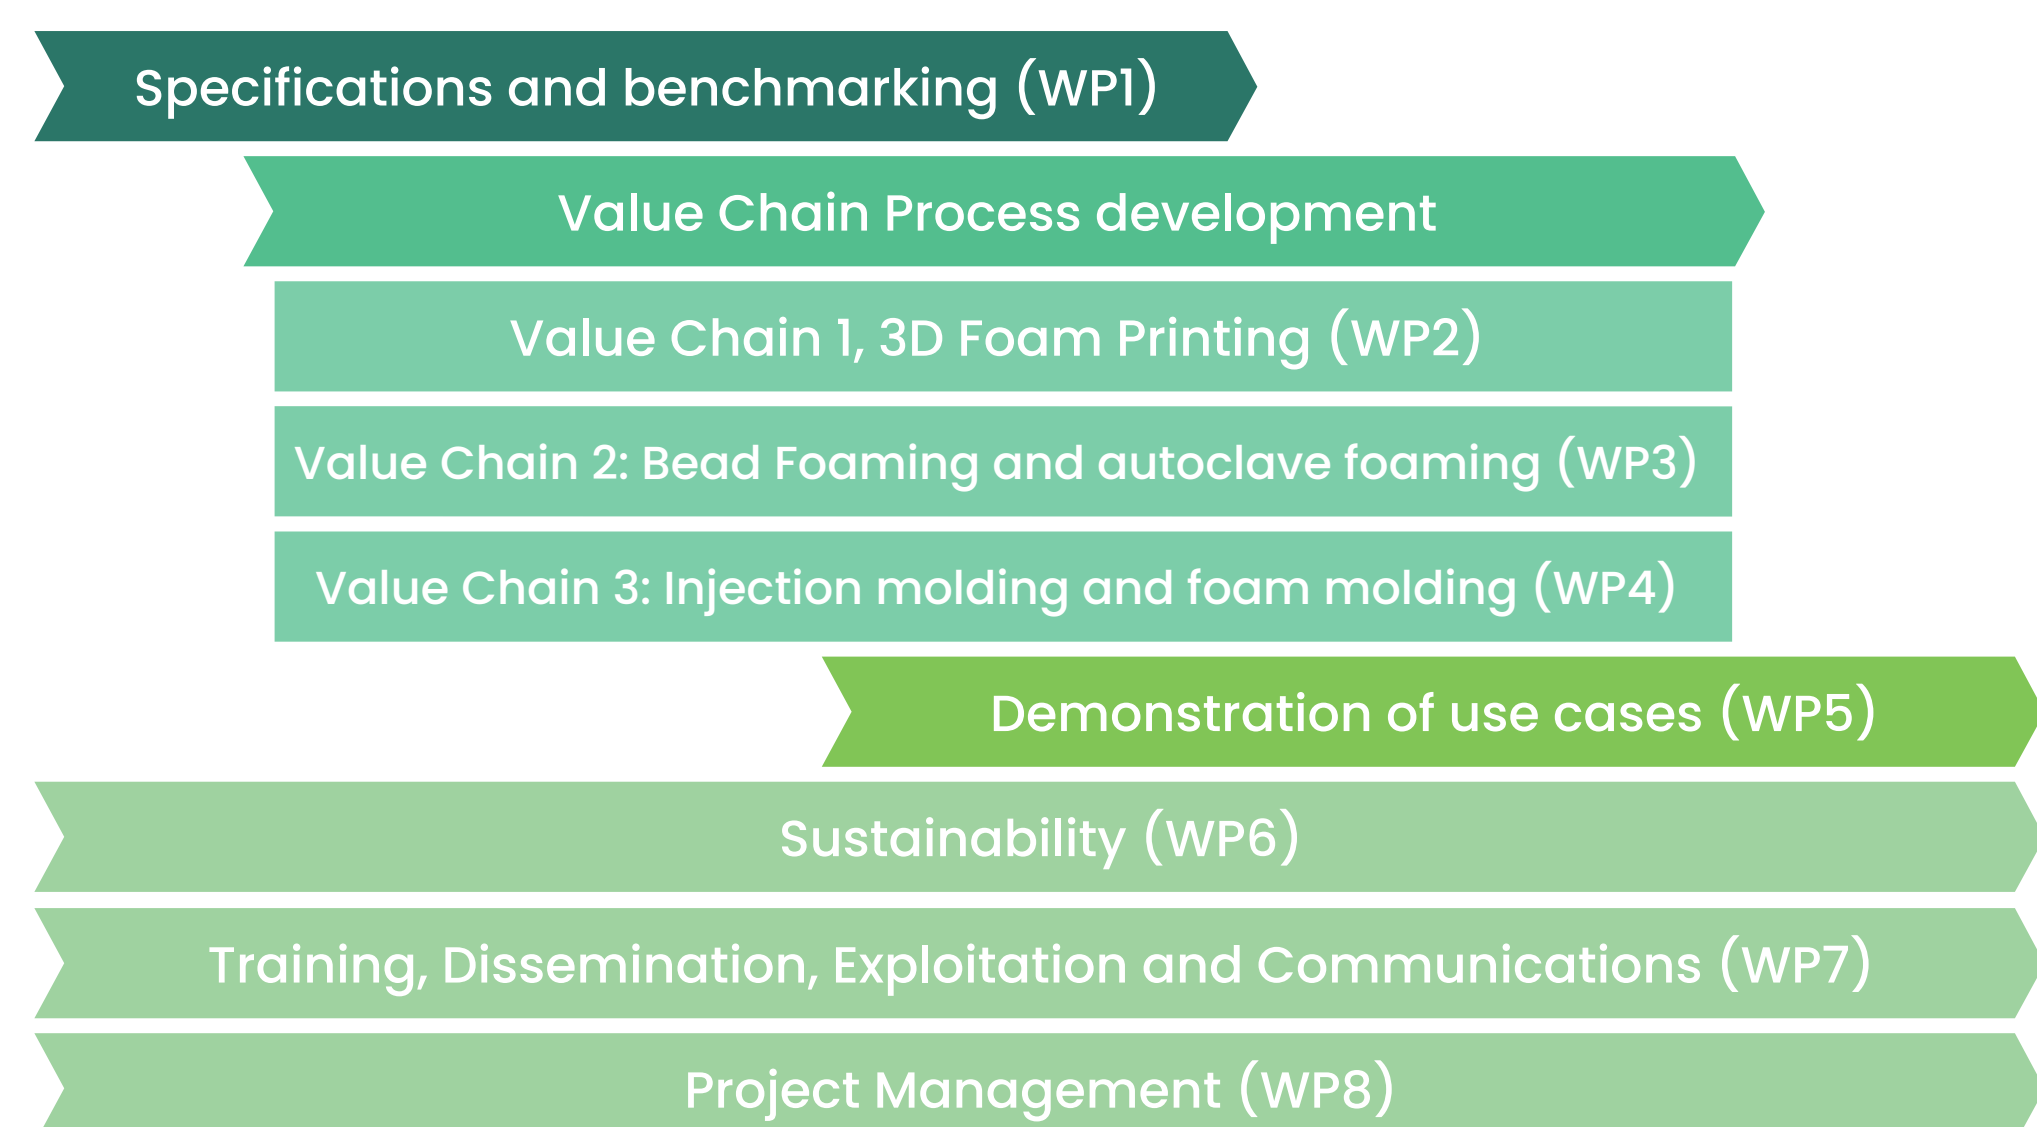 Specifications and benchmarking (WP1)
Value Chain Process development
Value Chain 1, 3D Foam Printing (WP2)
Value Chain 2: Bead Foaming and autoclave foaming (WP3)
Value Chain 3: Injection molding and foam molding (WP4)
Demonstration of use cases (WP5)
Sustainability (WP6)
Training, Dissemination, Exploitation and Communications (WP7)
Project Management (WP8)